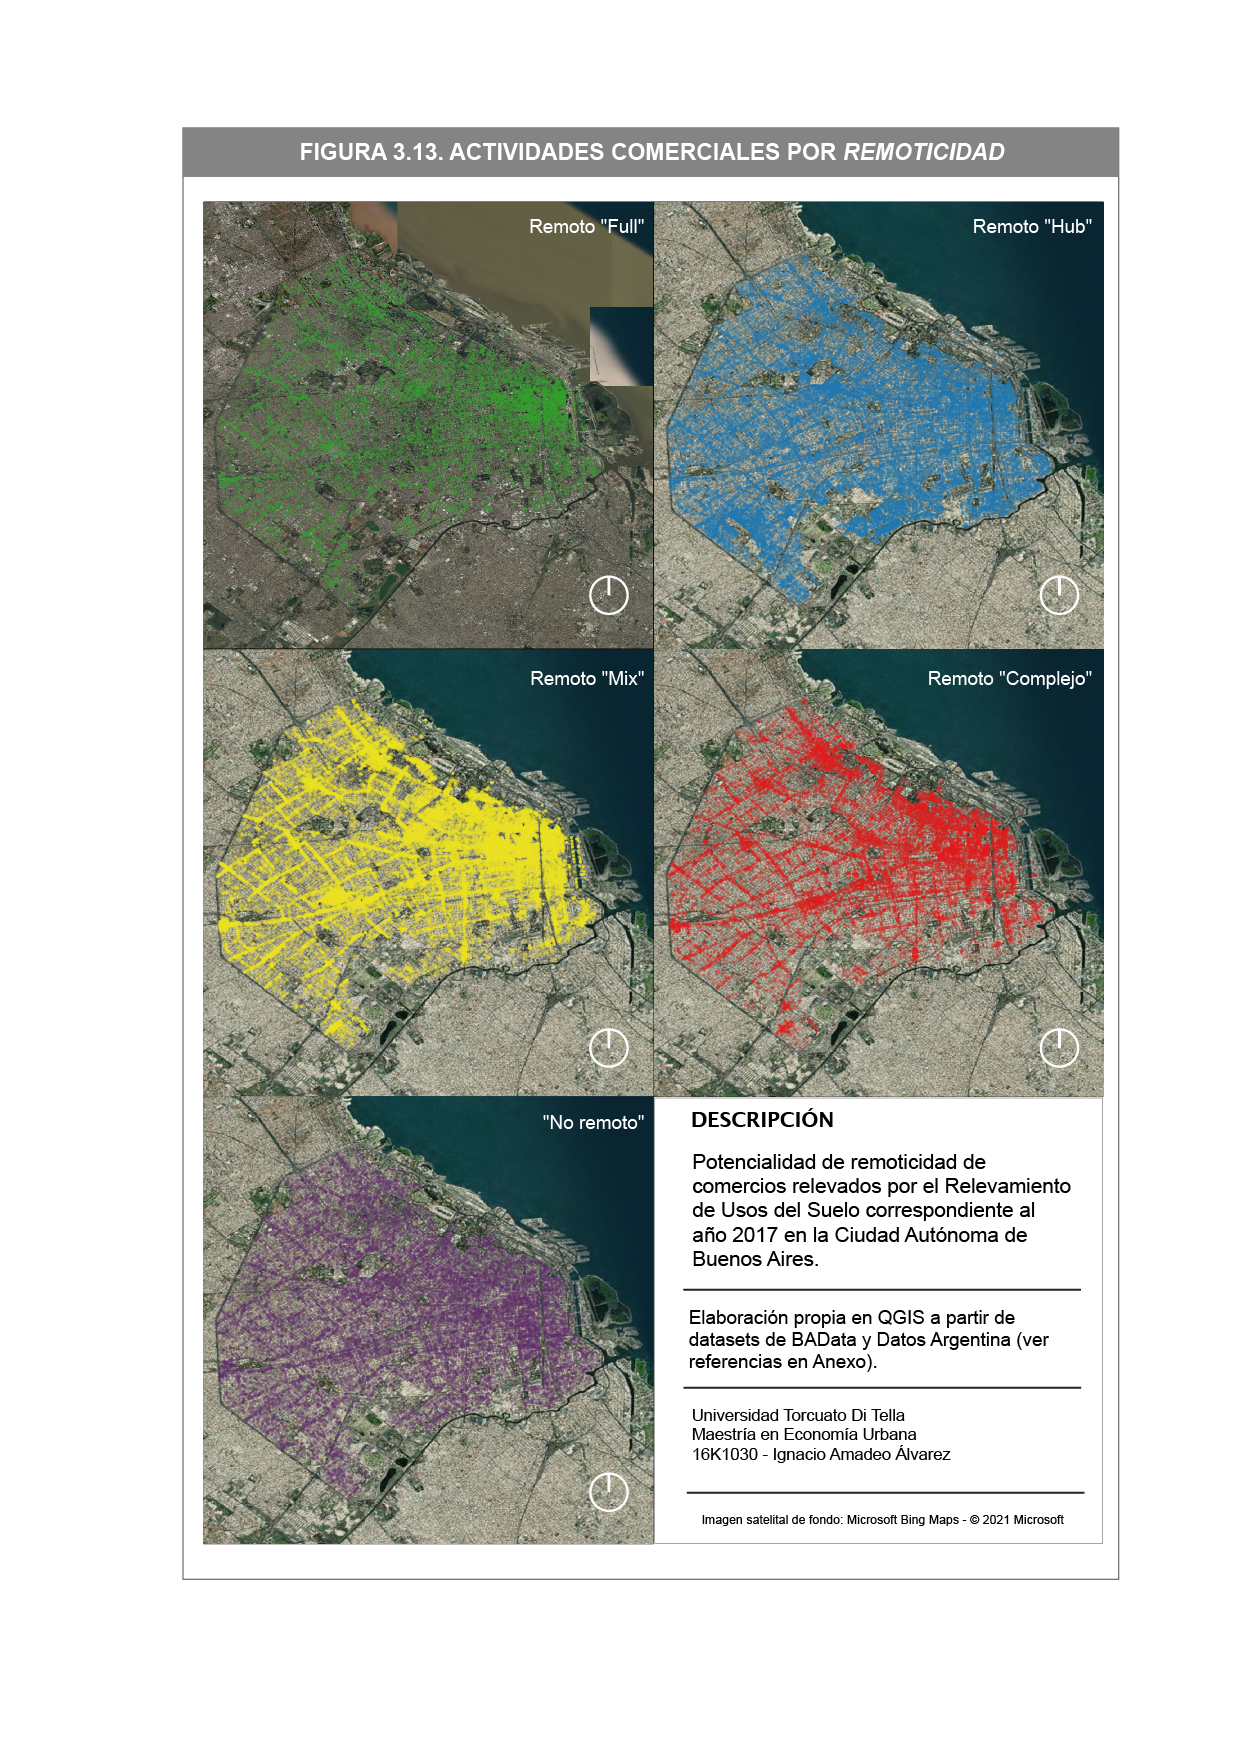 FIGURA 3.13. ACTIVIDADES COMERCIALES POR REMOTICIDAD
Remoto "Full"
Remoto "Hub"
Remoto "Mix"
Remoto "Complejo"
"No remoto"
DESCRIPCIÓN
Potencialidad de remoticidad de
comercios relevados por el Relevamiento
de Usos del Suelo correspondiente al
año 2017 en la Ciudad Autónoma de
Buenos Aires.
Elaboración propia en QGIS a partir de
datasets de BAData y Datos Argentina (ver
referencias en Anexo).
Universidad Torcuato Di Tella
Maestría en Economía Urbana
16K1030 - Ignacio Amadeo Álvarez
Imagen satelital de fondo: Microsoft Bing Maps - © 2021 Microsoft